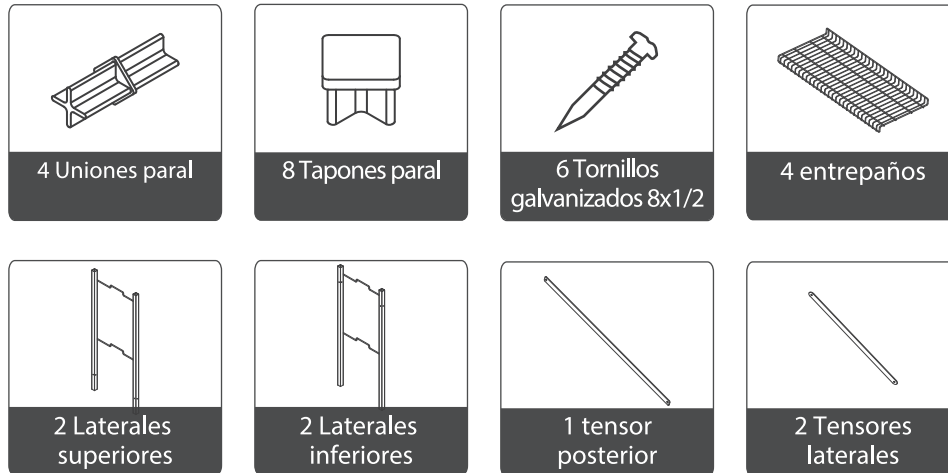 4 Uniones paral
8 Tapones paral
6 Tornillos
galvanizados 8x1/2
4 entrepaños
2 Laterales
superiores
2 Laterales
inferiores
1 tensor
posterior
2 Tensores
laterales